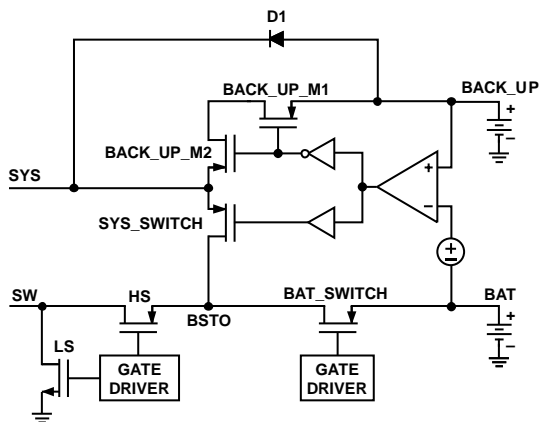 D1
BACK_UP_M1
BACK_UP
+
–
BACK_UP_M2
SYS
+
–
SYS_SWITCH
+
–
SW
HS
BSTO
BAT_SWITCH
BAT
+
–
LS
GATE
DRIVER
GATE
DRIVER